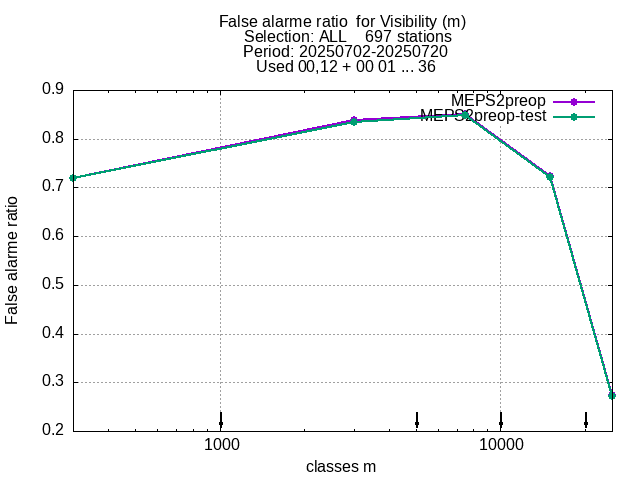 False alarme ratio  for Visibility (m)
Selection: ALL    697 stations
Period: 20250702-20250720
Used 00,12 + 00 01 ... 36
MEPS2preop
MEPS2preop-test
0.9
0.8
0.7
0.6
0.5
0.4
0.3
0.2
False alarme ratio
1000
10000
classes m